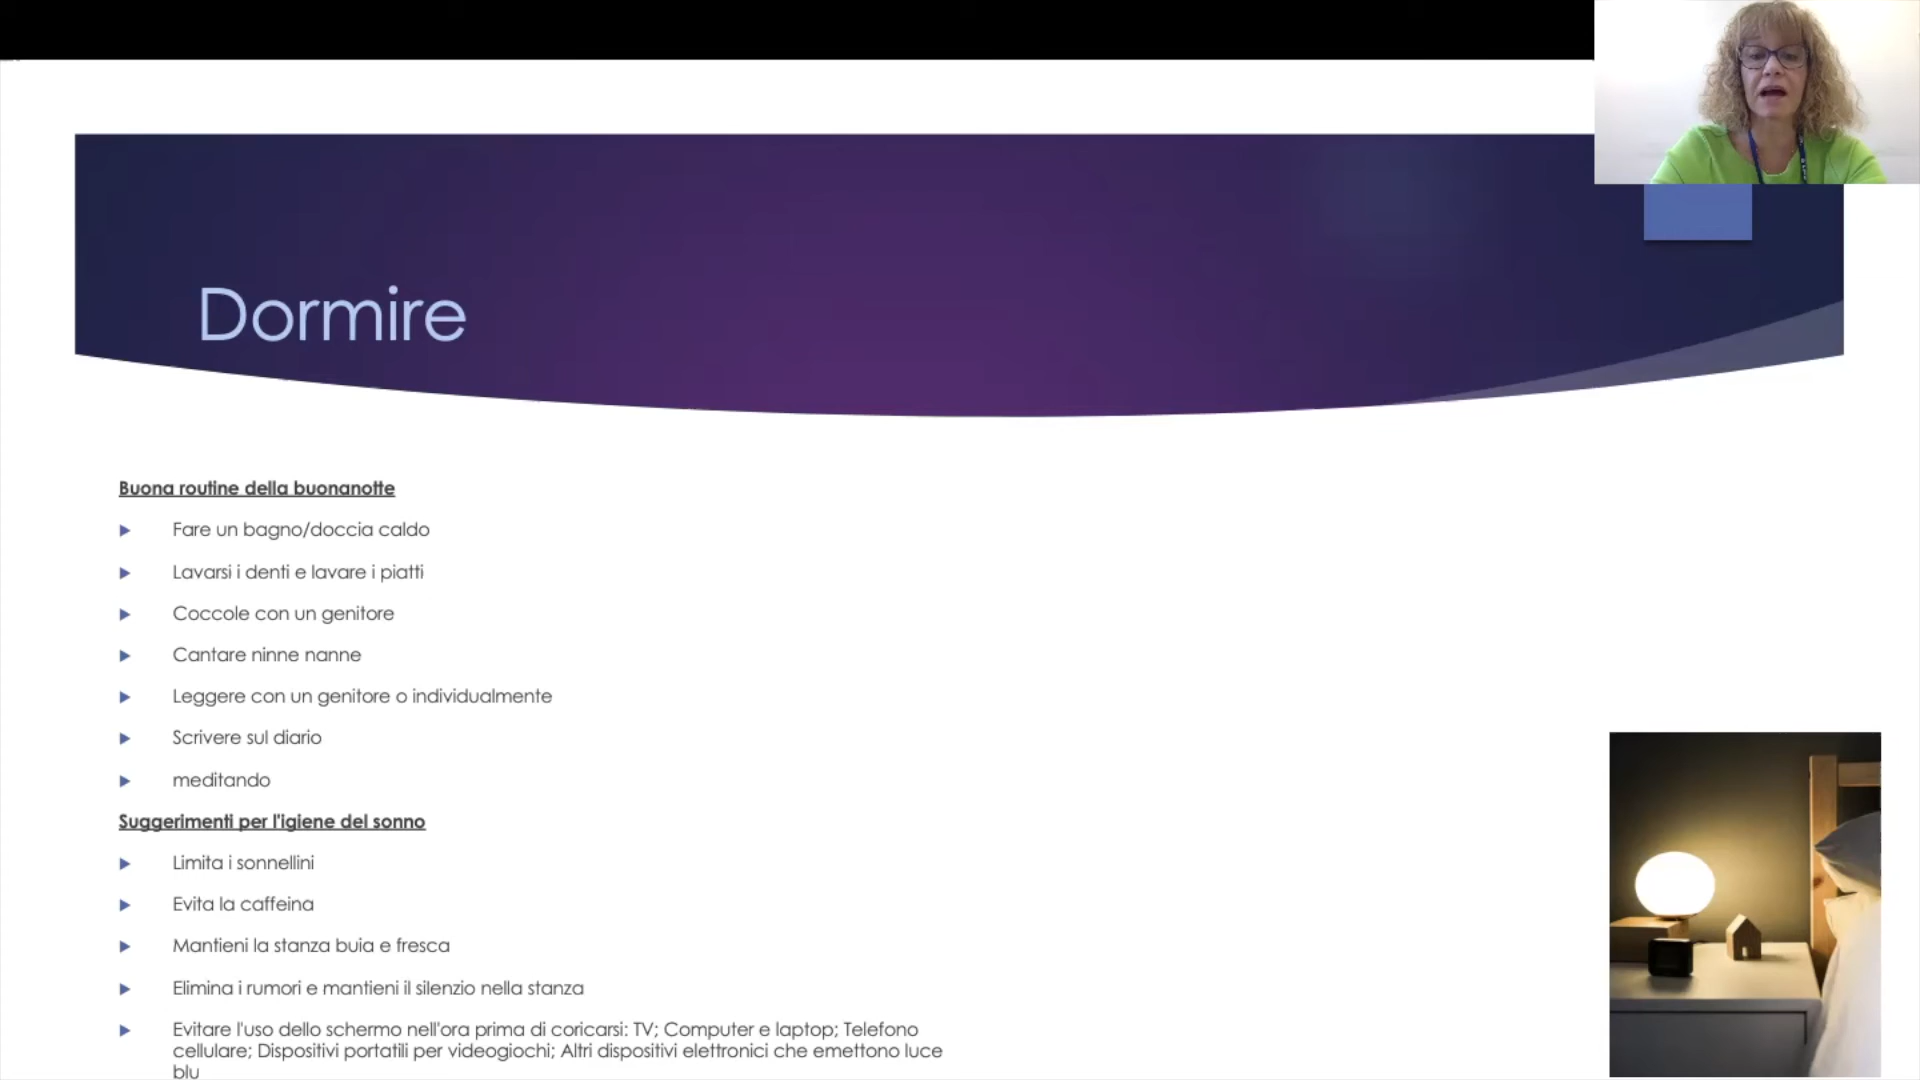 Dormire
Buona routine della buonanotte
Fare un bagno/doccia caldo
Lavarsi i denti e lavare i piatti
Coccole con un genitore
Cantare ninne nanne
Leggere con un genitore o individualmente
Scrivere sul diario
meditando
Suggerimenti per l'igiene del sonno
Limita i sonnellini
Evita la caffeina
Mantieni la stanza buia e fresca
Elimina i rumori e mantieni il silenzio nella stanza
Evitare l'uso dello schermo nell'ora prima di coricarsi: TV; Computer e laptop; Telefono
cellulare; Dispositivi portatili per videogiochi; Altri dispositivi elettronici che emettono luce
blu